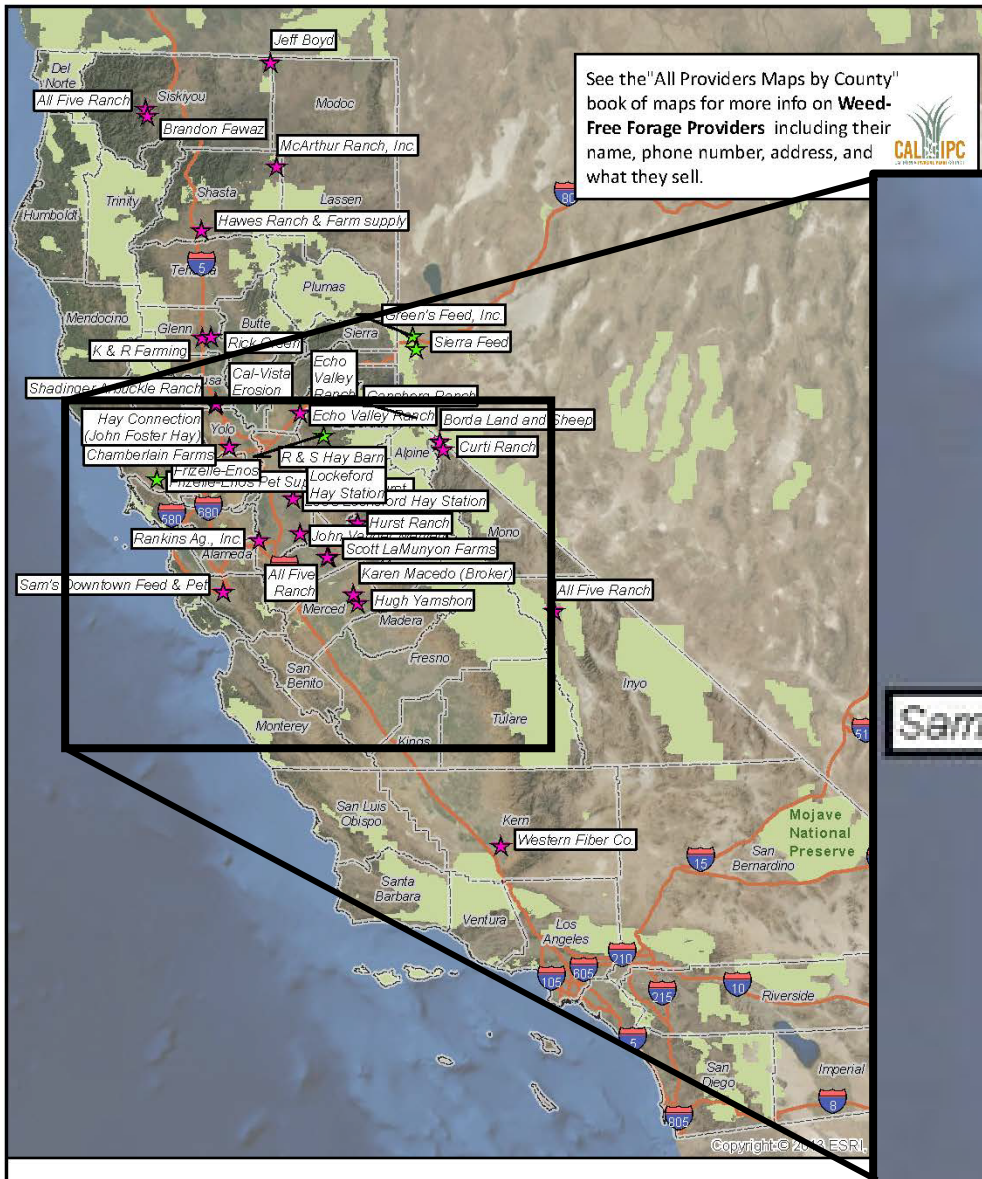 Jeff Boyd
Del
Norte
Siskiyou
Modoc
All Five Ranch
Brandon Fawaz
See the"All Providers Maps by County"
book of maps for more info on Weed-
Free Forage Providers including their
name, phone number, address, and
what they sell.
CAL IPC
McArthur Ranch, Inc.
80
Trinity
Shasta
Lassen
Humboldt
Hawes Ranch & Farm supply
5
Plumas
Mendocino
Glenn
Butte
Sierra
Green's Feed, Inc.
Sierra Feed
K & R Farming
Rick Green
Cal-Vista
Erosion
Echo
Valley
Ranch
Shadinger Arbuckle Ranch
Hay Connection
(John Foster Hay)
Yolo
Echo Valley Ranch
Borda Land and Sheep
Curti Ranch
Alpine
Chamberlain Farms
Frizelle-Enos
R & S Hay Barn
Lockeford
Hay Station
580
680
Hurst Ranch
Mono
Rankins Ag., Inc.
Alameda
Scott LaMunyon Farms
Sam's Downtown Feed & Pet
All Five
Ranch
Karen Macedo (Broker)
Merced
Hugh Yamshon
All Five Ranch
Madera
Fresno
San
Benito
Inyo
Monterey
Tulare
Kings
Sam
San Luis
Obispo
Kern
Western Fiber Co.
Mojave
National
Preserve
15
San
Bernardino
Santa
Barbara
Ventura
Los
Angeles
210
105
605
215
10
Riverside
5
San
Diego
Imperial
8
805
Copyright:© 2013 ESRI,